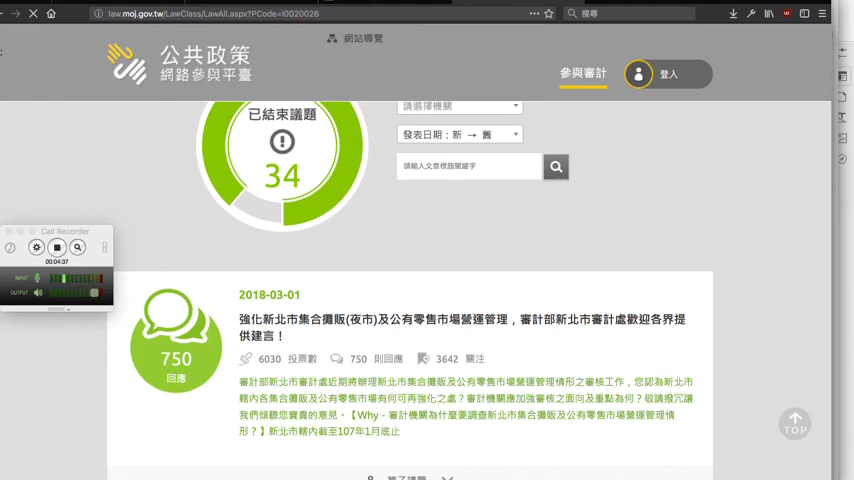 law.moj.gov.tw/LawClass/LawAll.aspx?PCode=I0020026
搜尋
網站導覽
公共政策
網路參與平臺
參與審計
登入
已結束議題
34
請選擇機關
發表日期：新 → 舊
請輸入文章標題關鍵字
Call Recorder
00:04:37
INPUT
OUTPUT
2018-03-01
強化新北市集合攤販(夜市)及公有零售市場營運管理，審計部新北市審計處歡迎各界提
供建言！
750
回應
6030 投票數 750 則回應 3642 關注
審計部新北市審計處近期將辦理新北市集合攤販及公有零售市場營運管理情形之審核工作，您認為新北市
轄內各集合攤販及公有零售市場有何可再強化之處？審計機關應加強審核之面向及重點為何？敬請撥冗讓
我們傾聽您寶貴的意見。【Why－審計機關為什麼要調查新北市集合攤販及公有零售市場營運管理情
形？】新北市轄內截至107年1月底止
TOP